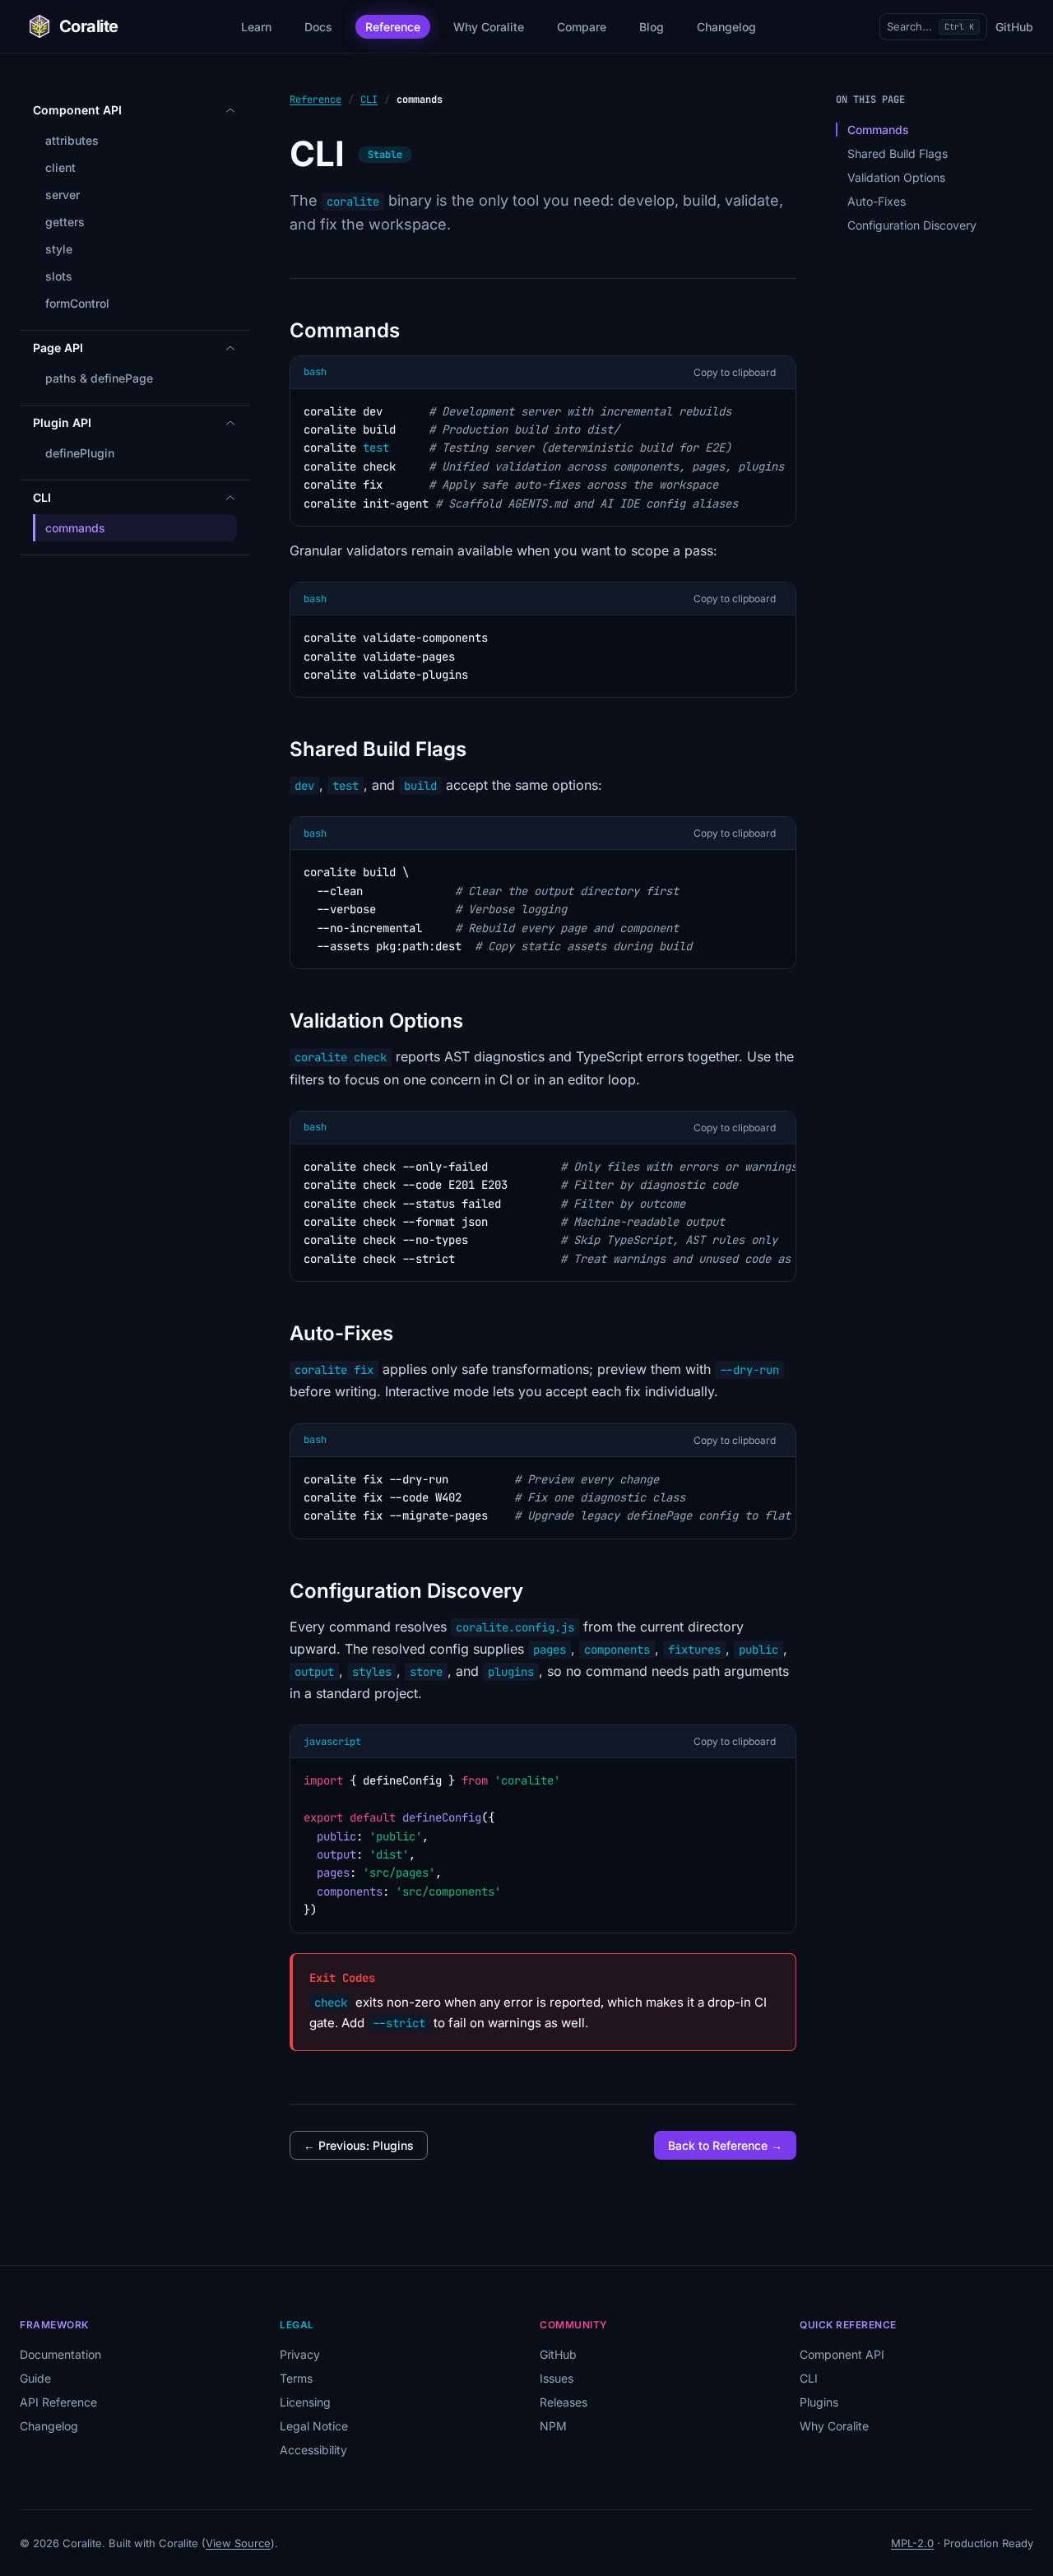 Coralite
Learn
Docs
Reference
Why Coralite
Compare
Blog
Changelog
Search... Ctrl K
GitHub
Component API
attributes
client
server
getters
style
slots
formControl
Page API
paths & definePage
Plugin API
definePlugin
CLI
commands
Reference / CLI / commands
CLI Stable
The coralite binary is the only tool you need: develop, build, validate,
and fix the workspace.
Commands
bash Copy to clipboard
coralite dev # Development server with incremental rebuilds
coralite build # Production build into dist/
coralite test # Testing server (deterministic build for E2E)
coralite check # Unified validation across components, pages, plugins
coralite fix # Apply safe auto-fixes across the workspace
coralite init-agent # Scaffold AGENTS.md and AI IDE config aliases
Granular validators remain available when you want to scope a pass:
bash Copy to clipboard
coralite validate-components
coralite validate-pages
coralite validate-plugins
Shared Build Flags
dev, test, and build accept the same options:
bash Copy to clipboard
coralite build \
--clean # Clear the output directory first
--verbose # Verbose logging
--no-incremental # Rebuild every page and component
--assets pkg:path:dest # Copy static assets during build
Validation Options
coralite check reports AST diagnostics and TypeScript errors together. Use the
filters to focus on one concern in CI or in an editor loop.
bash Copy to clipboard
coralite check --only-failed # Only files with errors or warnings
coralite check --code E201 E203 # Filter by diagnostic code
coralite check --status failed # Filter by outcome
coralite check --format json # Machine-readable output
coralite check --no-types # Skip TypeScript, AST rules only
coralite check --strict # Treat warnings and unused code as
Auto-Fixes
coralite fix applies only safe transformations; preview them with --dry-run
before writing. Interactive mode lets you accept each fix individually.
bash Copy to clipboard
coralite fix --dry-run # Preview every change
coralite fix --code W402 # Fix one diagnostic class
coralite fix --migrate-pages # Upgrade legacy definePage config to flat
Configuration Discovery
Every command resolves coralite.config.js from the current directory
upward. The resolved config supplies pages, components, fixtures, public,
output, styles, store, and plugins, so no command needs path arguments
in a standard project.
javascript Copy to clipboard
import { defineConfig } from 'coralite'
export default defineConfig({
public: 'public',
output: 'dist',
pages: 'src/pages',
components: 'src/components'
})
Exit Codes
check exits non-zero when any error is reported, which makes it a drop-in CI
gate. Add --strict to fail on warnings as well.
← Previous: Plugins
Back to Reference →
ON THIS PAGE
Commands
Shared Build Flags
Validation Options
Auto-Fixes
Configuration Discovery
FRAMEWORK
Documentation
Guide
API Reference
Changelog
LEGAL
Privacy
Terms
Licensing
Legal Notice
Accessibility
COMMUNITY
GitHub
Issues
Releases
NPM
QUICK REFERENCE
Component API
CLI
Plugins
Why Coralite
© 2026 Coralite. Built with Coralite (View Source).
MPL-2.0 · Production Ready